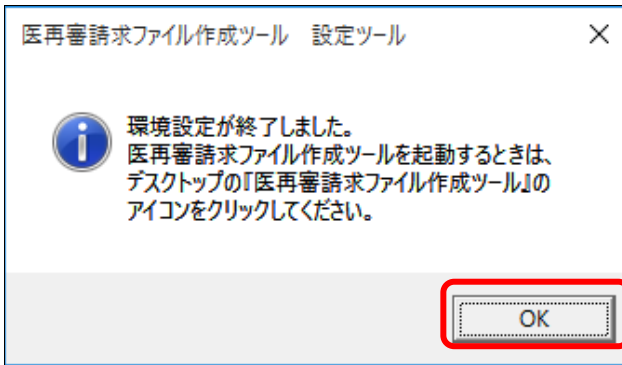 医再審請求ファイル作成ツール　設定ツール
環境設定が終了しました。
医再審請求ファイル作成ツールを起動するときは、
デスクトップの『医再審請求ファイル作成ツール』の
アイコンをクリックしてください。
OK